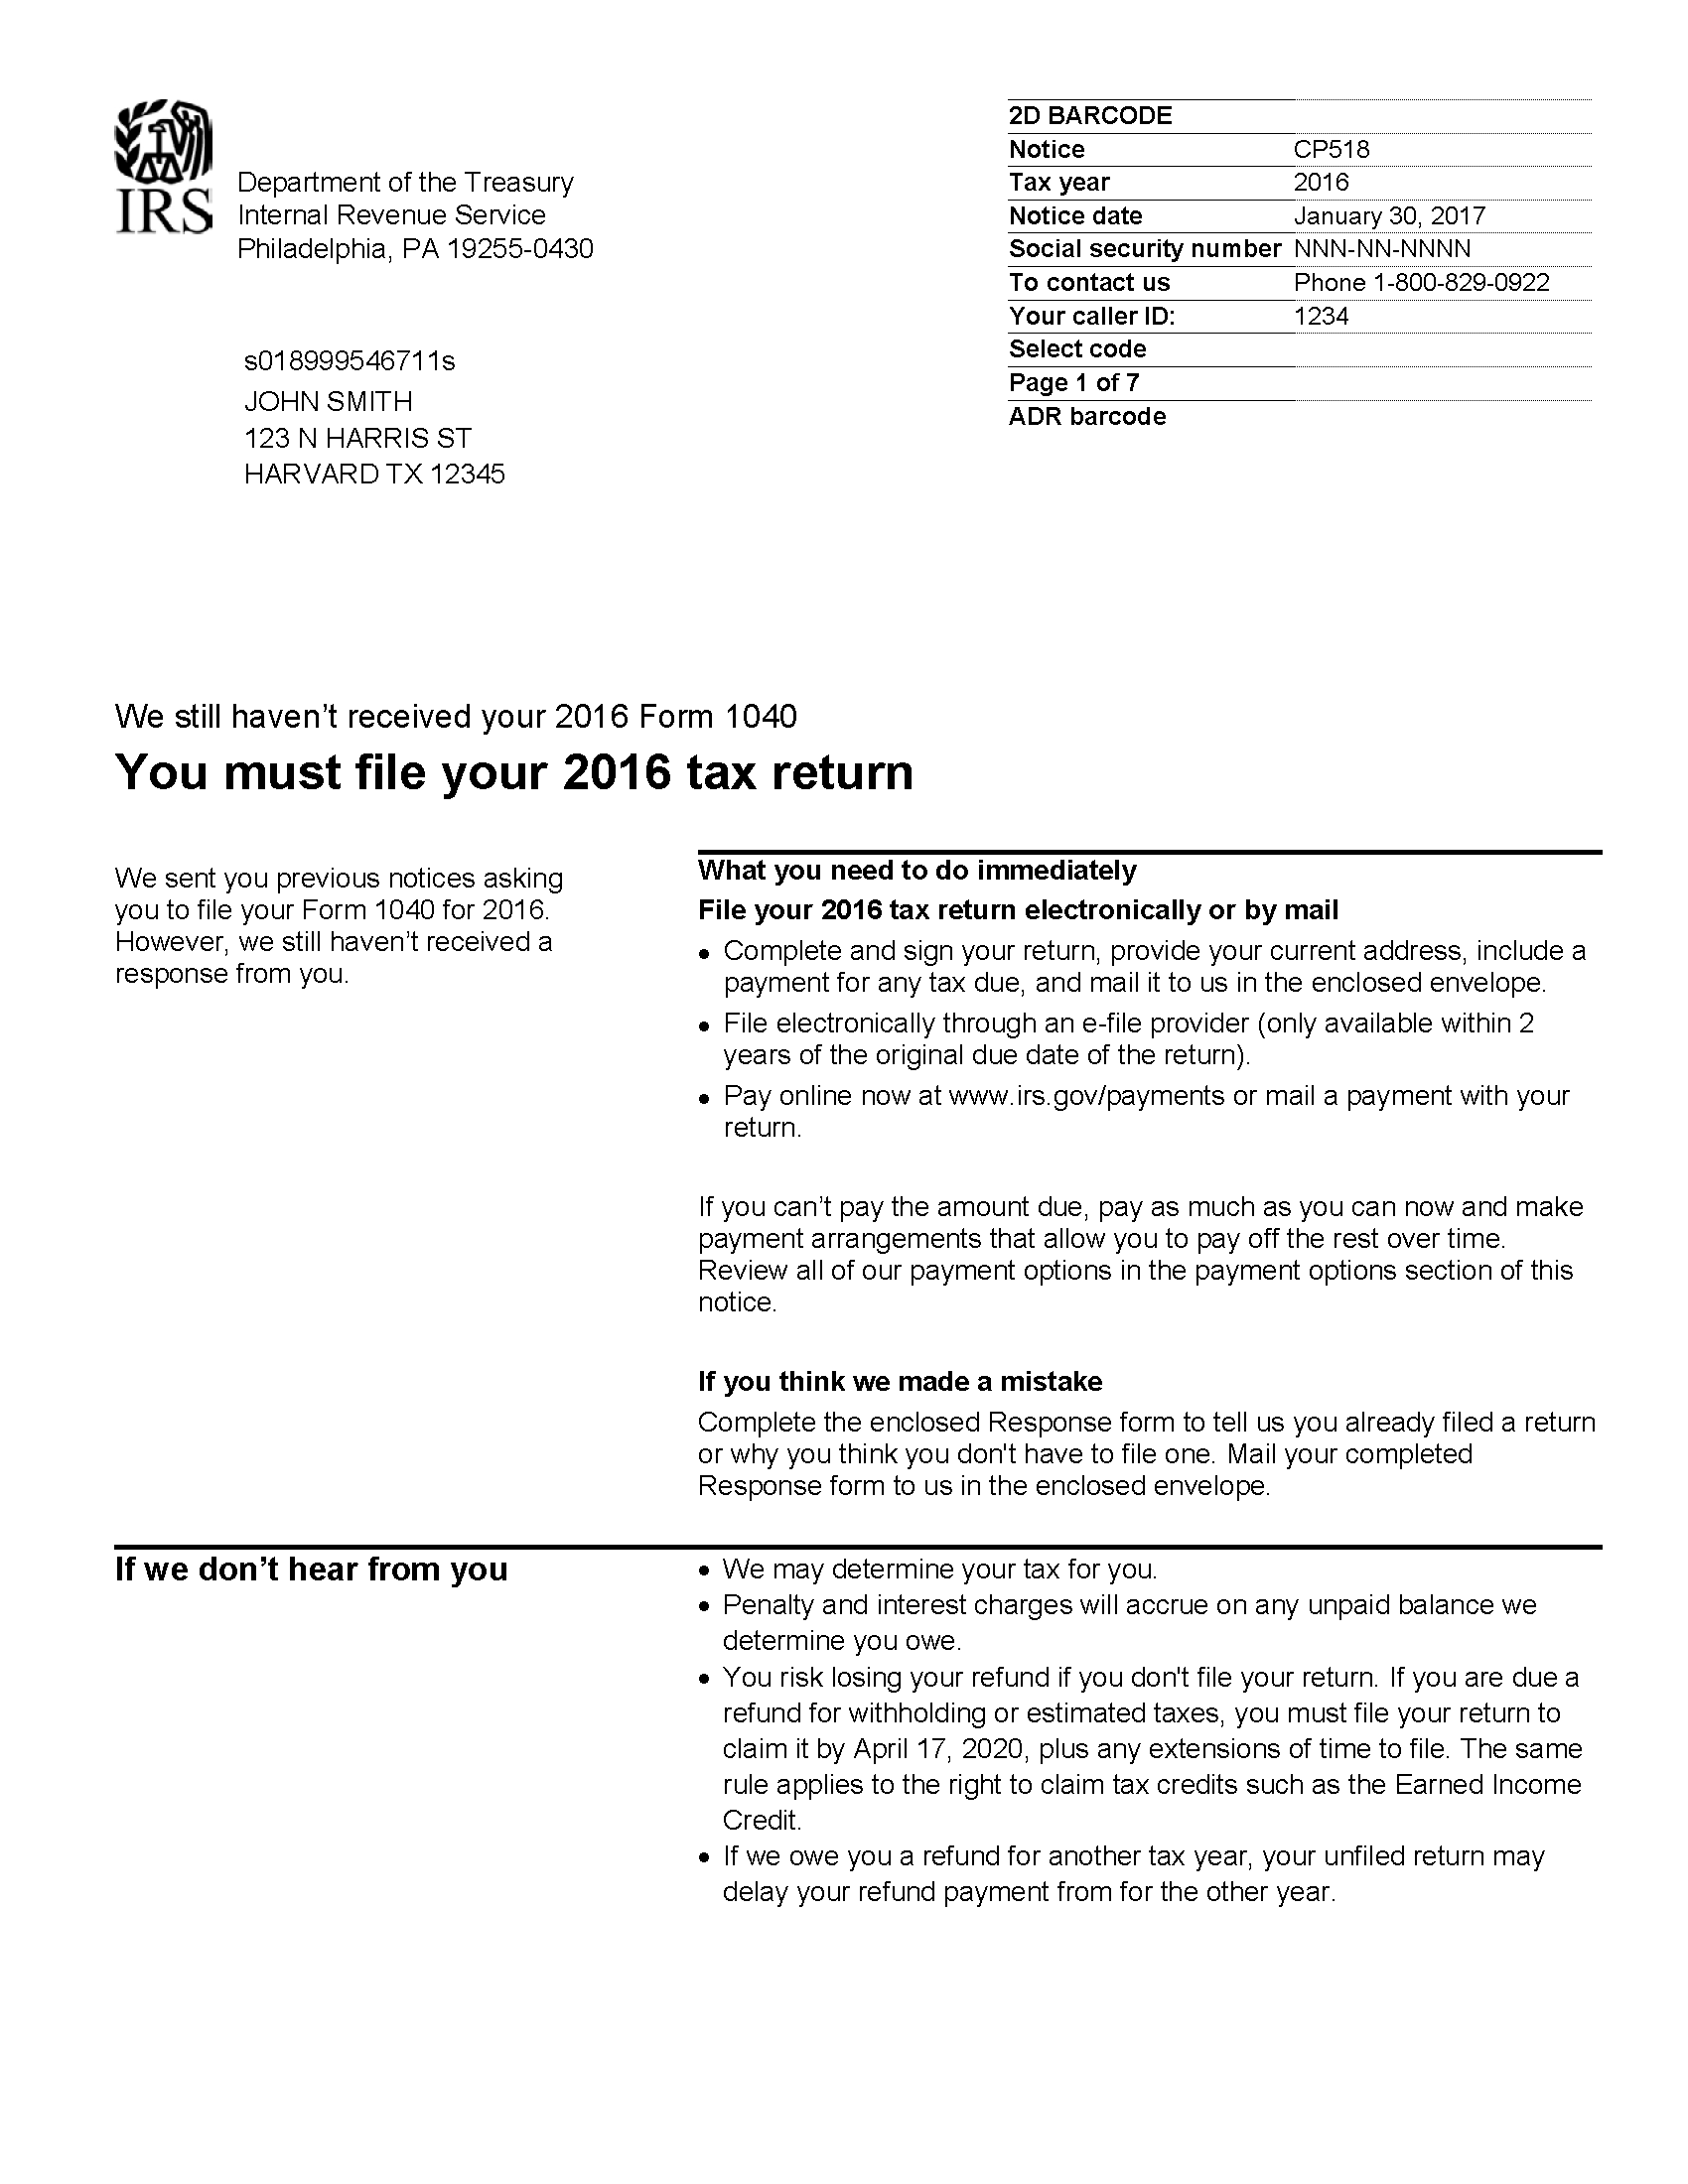 IRS
Department of the Treasury
Internal Revenue Service
Philadelphia, PA 19255-0430
2D BARCODE
Notice CP518
Tax year 2016
Notice date January 30, 2017
Social security number NNN-NN-NNNN
To contact us Phone 1-800-829-0922
Your caller ID: 1234
Select code
Page 1 of 7
ADR barcode
s018999546711s
JOHN SMITH
123 N HARRIS ST
HARVARD TX 12345
We still haven’t received your 2016 Form 1040
You must file your 2016 tax return
We sent you previous notices asking
you to file your Form 1040 for 2016.
However, we still haven’t received a
response from you.
What you need to do immediately
File your 2016 tax return electronically or by mail
• Complete and sign your return, provide your current address, include a
payment for any tax due, and mail it to us in the enclosed envelope.
• File electronically through an e-file provider (only available within 2
years of the original due date of the return).
• Pay online now at www.irs.gov/payments or mail a payment with your
return.
If you can’t pay the amount due, pay as much as you can now and make
payment arrangements that allow you to pay off the rest over time.
Review all of our payment options in the payment options section of this
notice.
If you think we made a mistake
Complete the enclosed Response form to tell us you already filed a return
or why you think you don't have to file one. Mail your completed
Response form to us in the enclosed envelope.
If we don’t hear from you
• We may determine your tax for you.
• Penalty and interest charges will accrue on any unpaid balance we
determine you owe.
• You risk losing your refund if you don't file your return. If you are due a
refund for withholding or estimated taxes, you must file your return to
claim it by April 17, 2020, plus any extensions of time to file. The same
rule applies to the right to claim tax credits such as the Earned Income
Credit.
• If we owe you a refund for another tax year, your unfiled return may
delay your refund payment from for the other year.